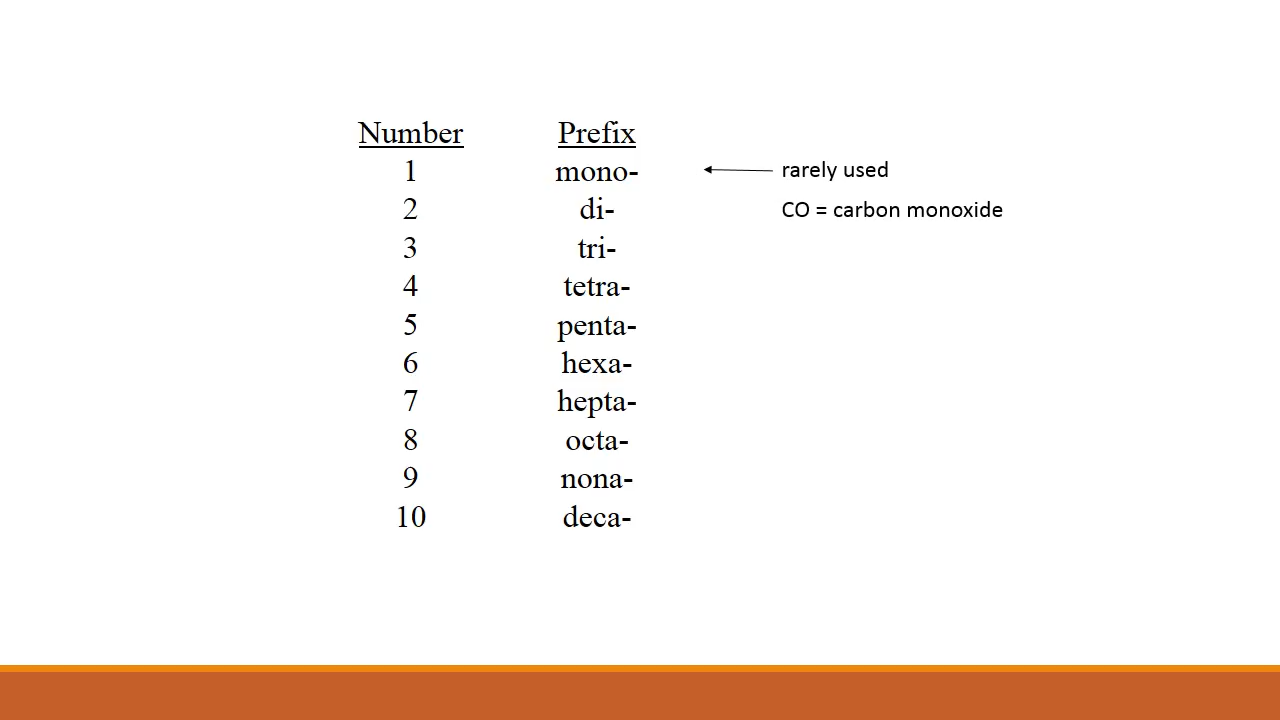 Number Prefix
1 mono- rarely used
2 di- CO = carbon monoxide
3 tri-
4 tetra-
5 penta-
6 hexa-
7 hepta-
8 octa-
9 nona-
10 deca-